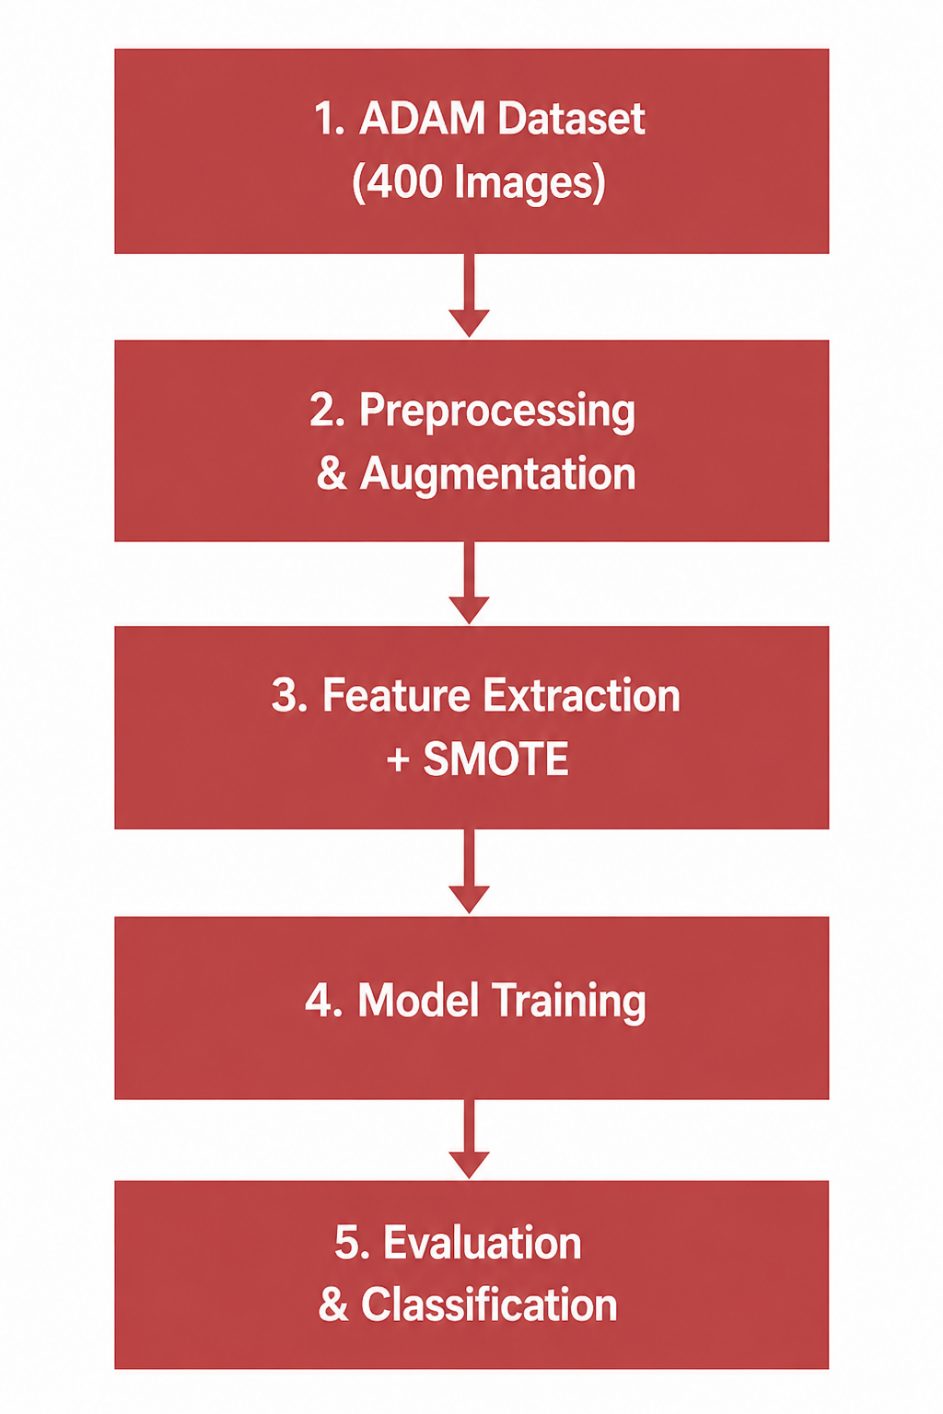 1. ADAM Dataset
(400 Images)
2. Preprocessing
& Augmentation
3. Feature Extraction
+ SMOTE
4. Model Training
5. Evaluation
& Classification